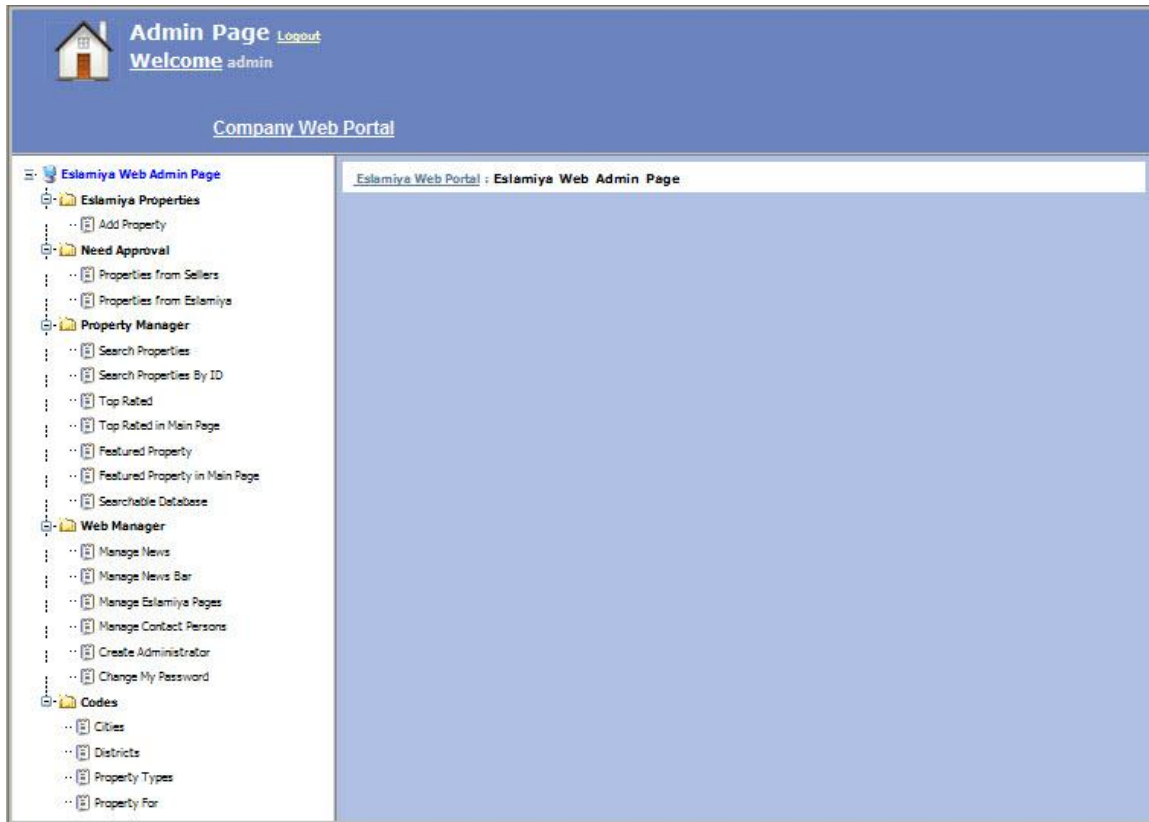 Admin Page Logout
Welcome admin
Company Web Portal
Eslamiya Web Admin Page
Eslamiya Properties
Add Property
Need Approval
Properties from Sellers
Properties from Eslamiya
Property Manager
Search Properties
Search Properties By ID
Top Rated
Top Rated in Main Page
Featured Property
Featured Property in Main Page
Searchable Database
Web Manager
Manage News
Manage News Bar
Manage Eslamiya Pages
Manage Contact Persons
Create Administrator
Change My Password
Codes
Cities
Districts
Property Types
Property For
Eslamiya Web Portal : Eslamiya Web Admin Page